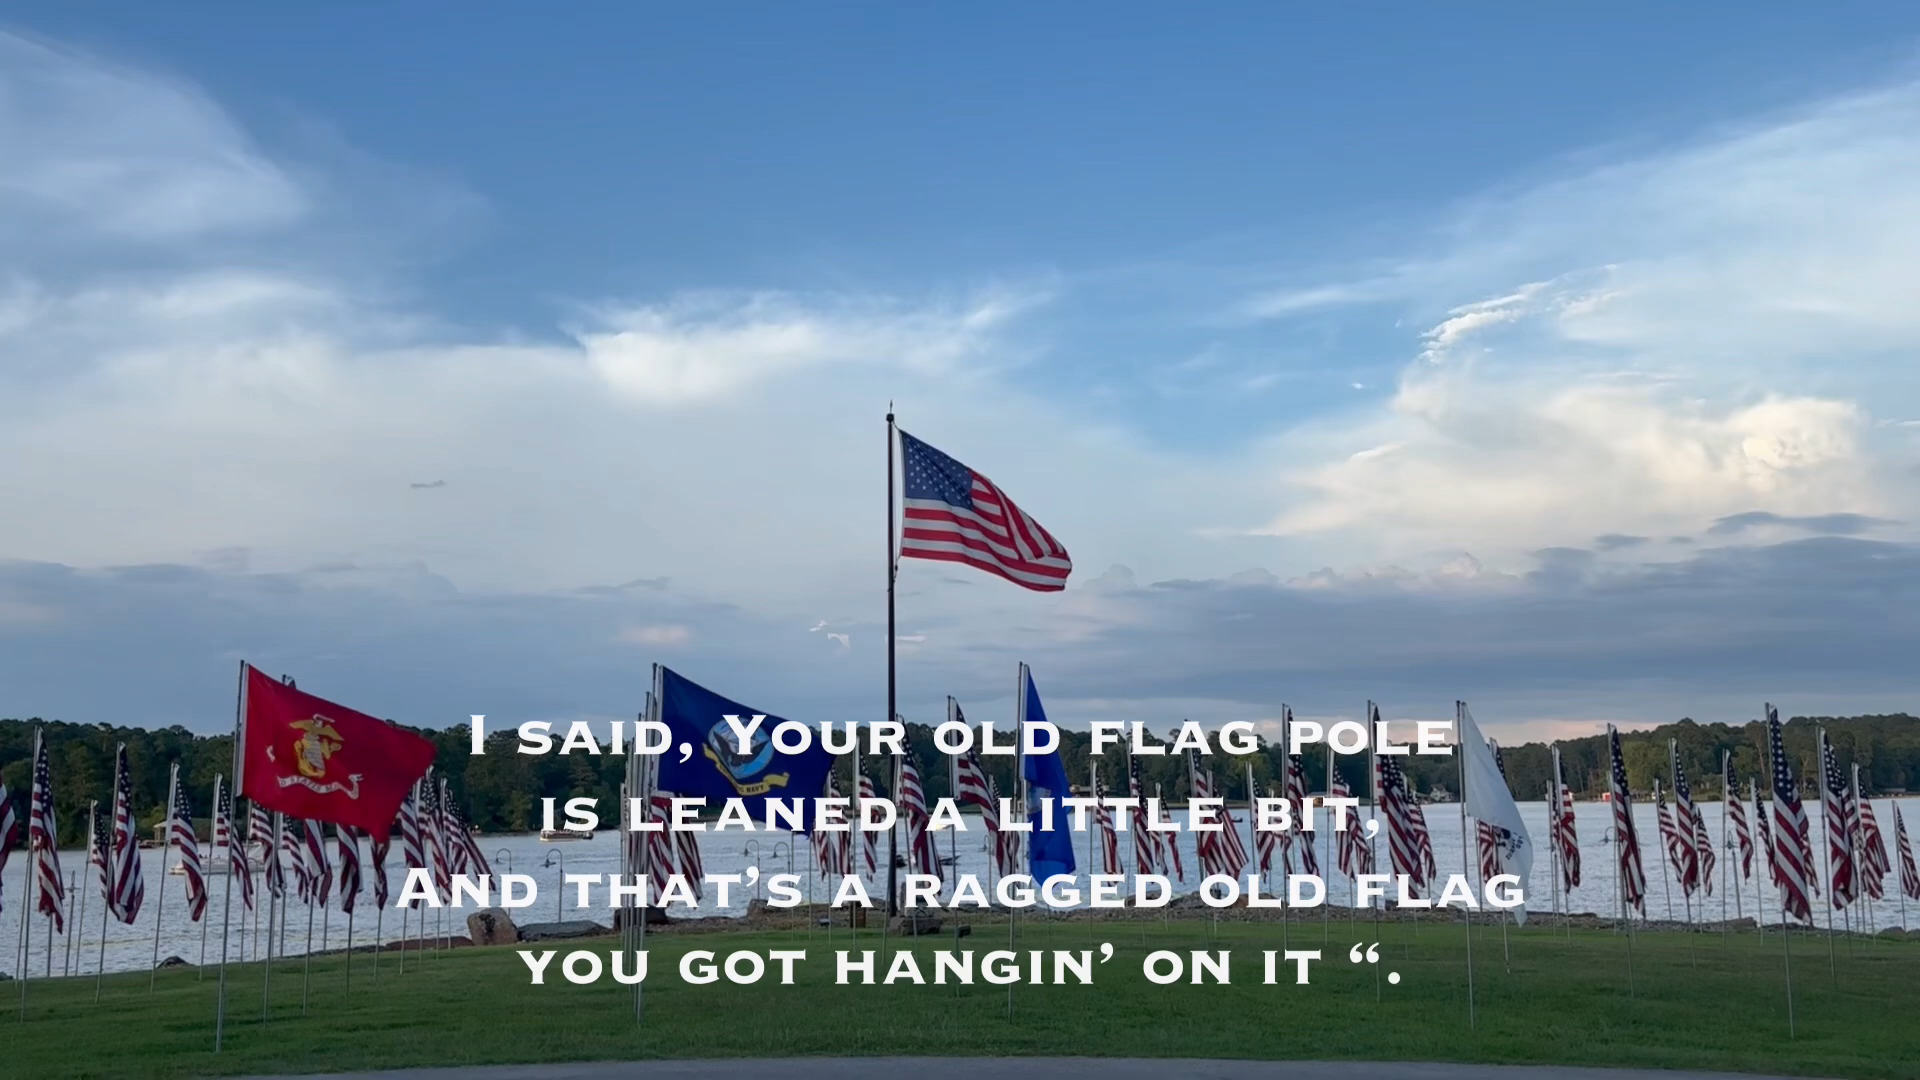 I SAID, YOUR OLD FLAG POLE
IS LEANED A LITTLE BIT,
AND THAT’S A RAGGED OLD FLAG
YOU GOT HANGIN’ ON IT “.